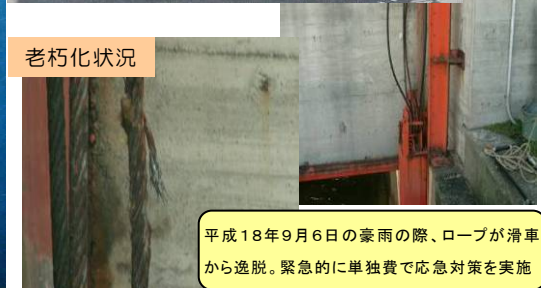 老朽化状況
平成18年9月6日の豪雨の際、ロープが滑車
から逸脱。緊急的に単独費で応急対策を実施